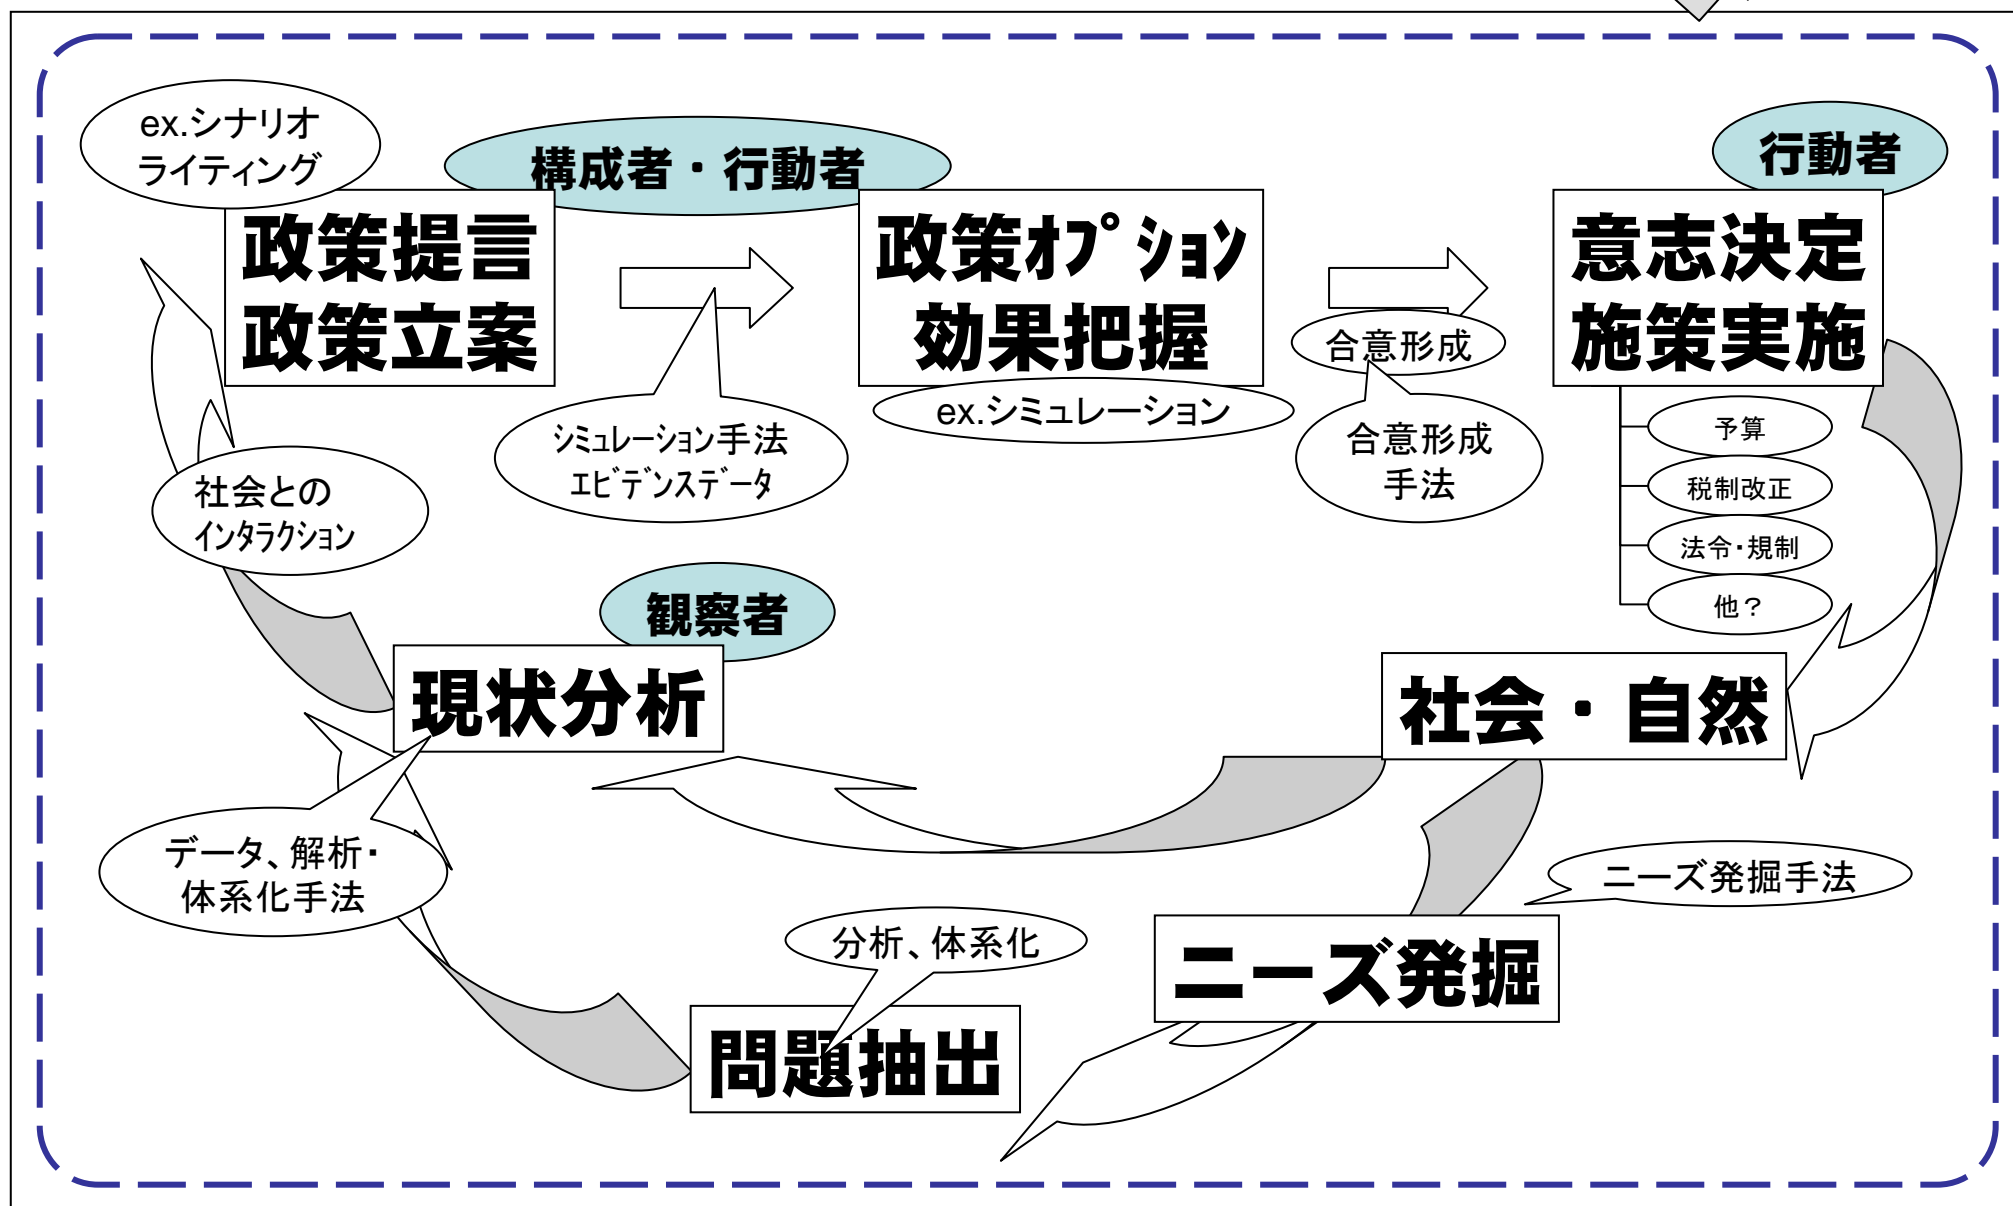 ex.シナリオ
ライティング
構成者・行動者
行動者
政策提言
政策立案
政策ｵﾌﾟｼｮﾝ
効果把握
意志決定
施策実施
合意形成
ex.シミュレーション
ｼﾐｭﾚｰｼｮﾝ手法
ｴﾋﾞﾃﾞﾝｽﾃﾞｰﾀ
合意形成
手法
予算
税制改正
法令・規制
他？
社会との
ｲﾝﾀﾗｸｼｮﾝ
観察者
現状分析
社会・自然
データ、解析・
体系化手法
ニーズ発掘手法
分析、体系化
ニーズ発掘
問題抽出